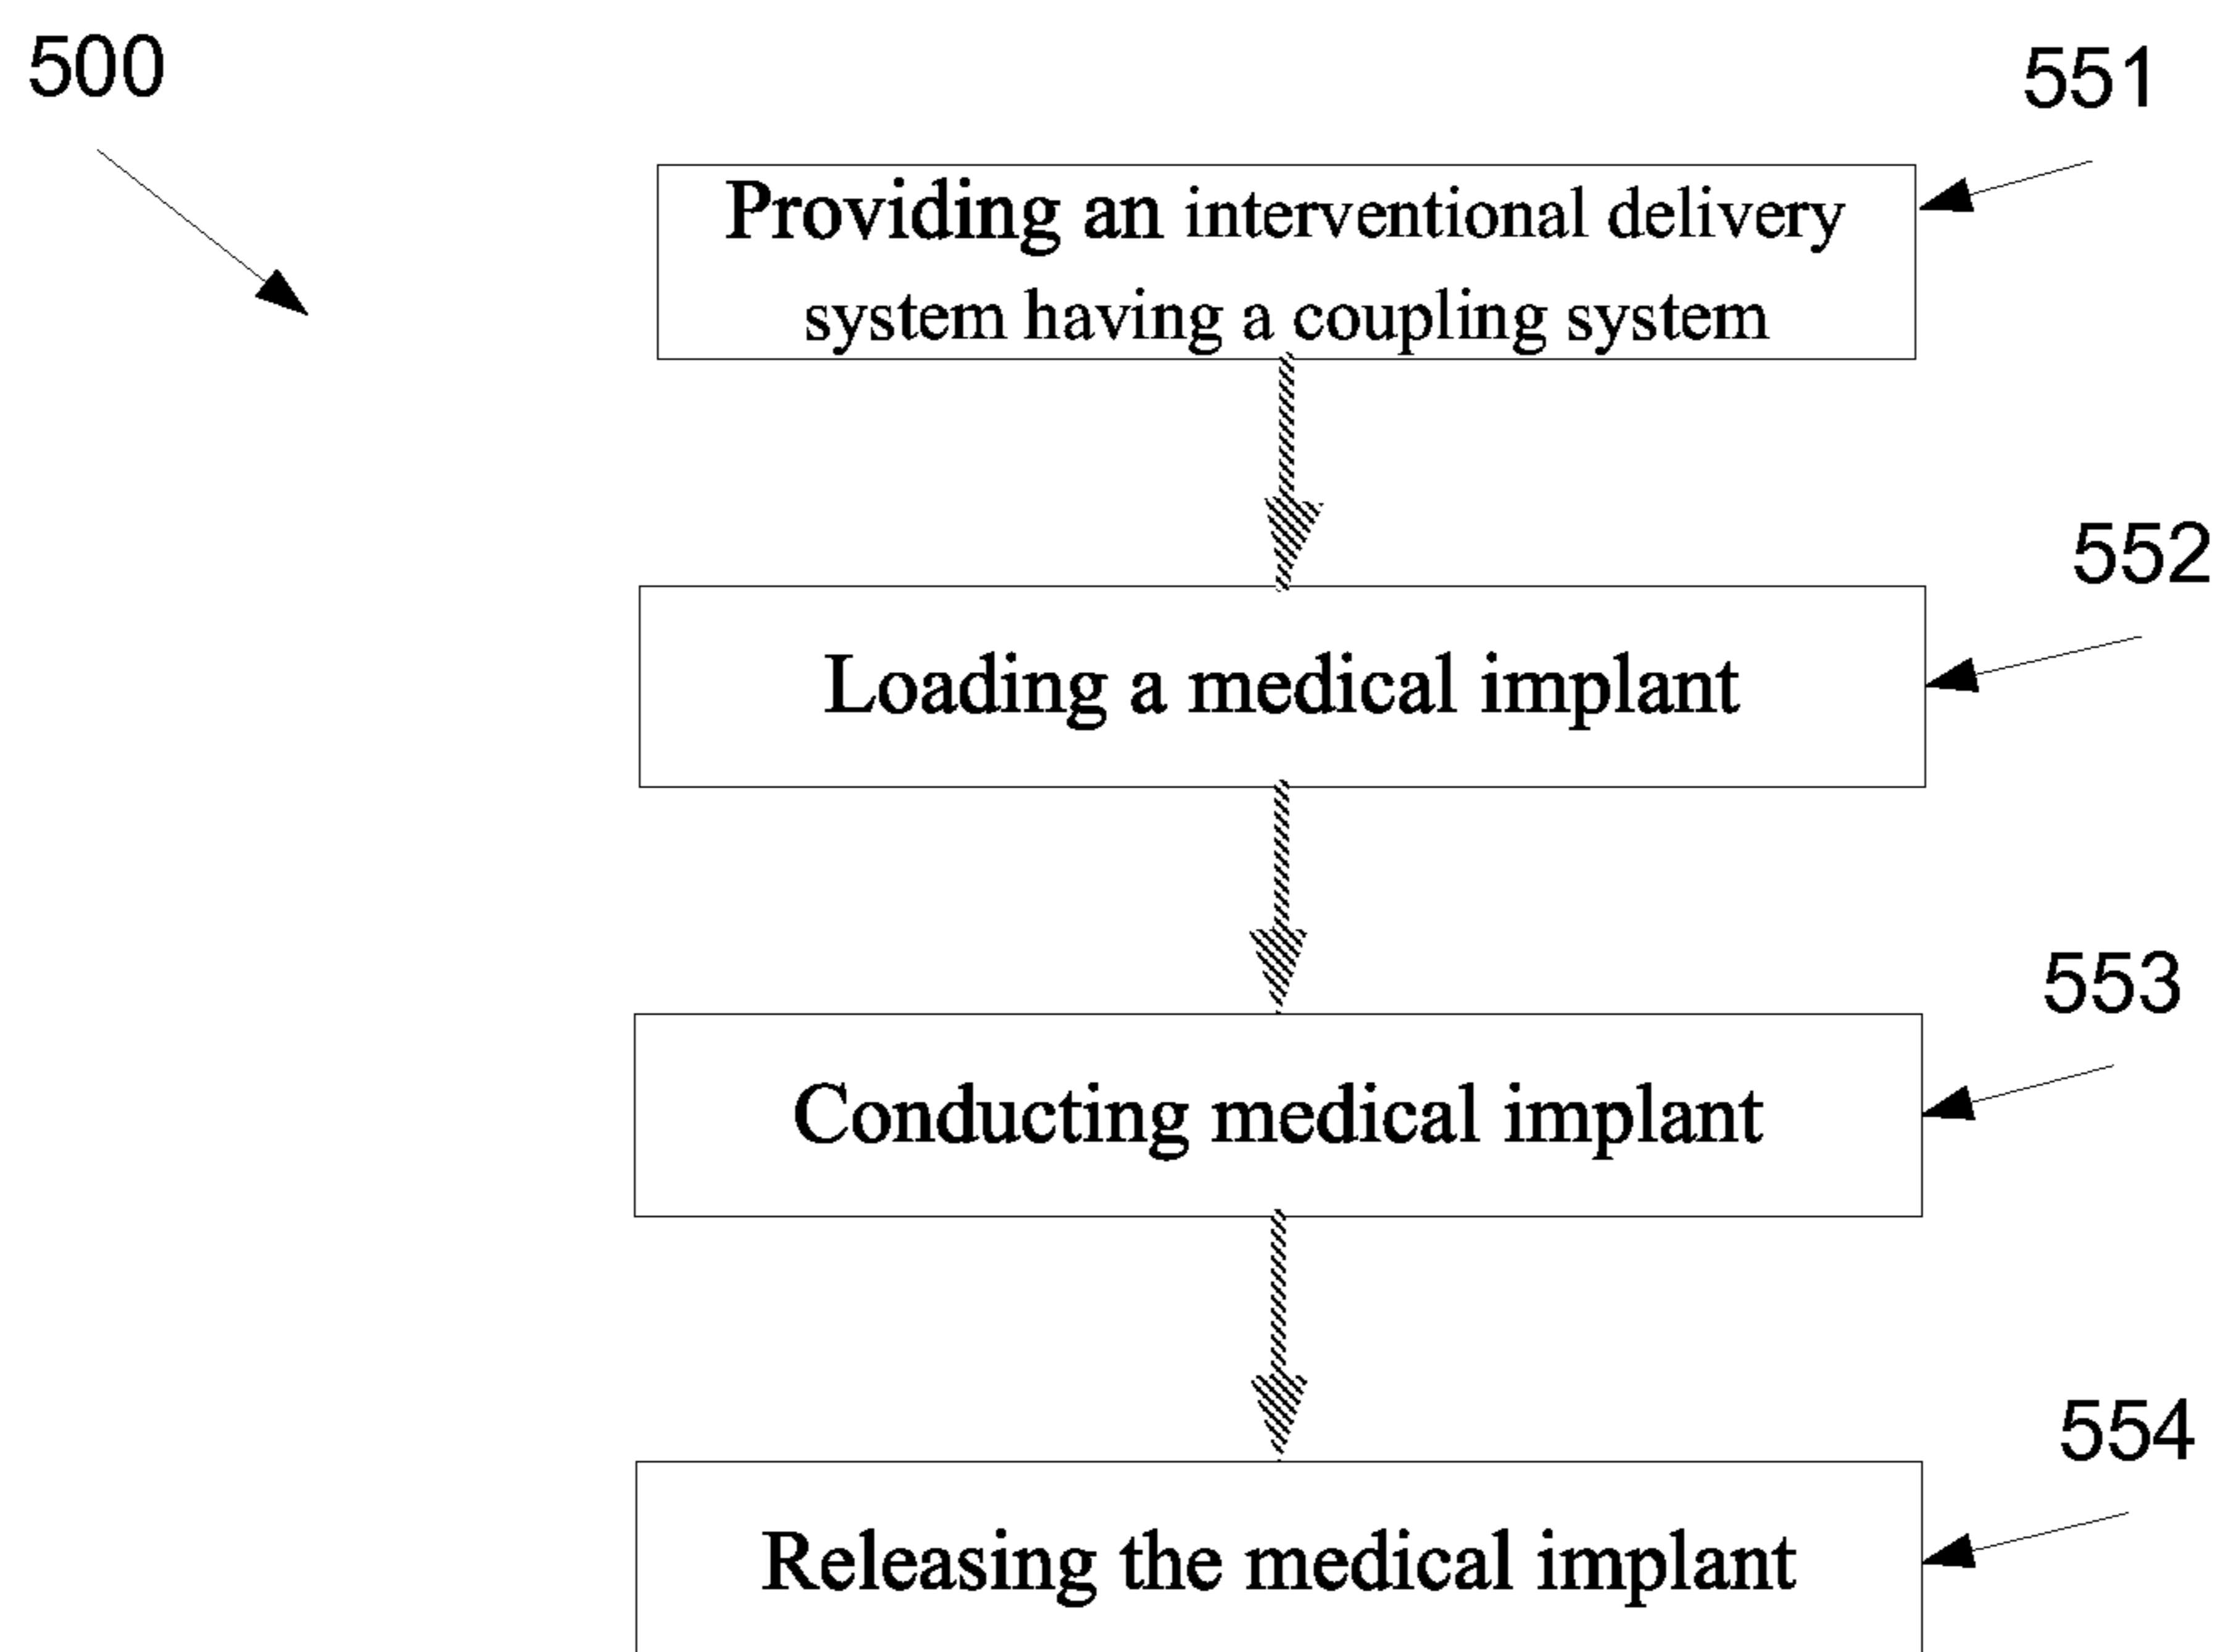 500
551
Providing an interventional delivery
system having a coupling system
552
Loading a medical implant
553
Conducting medical implant
554
Releasing the medical implant